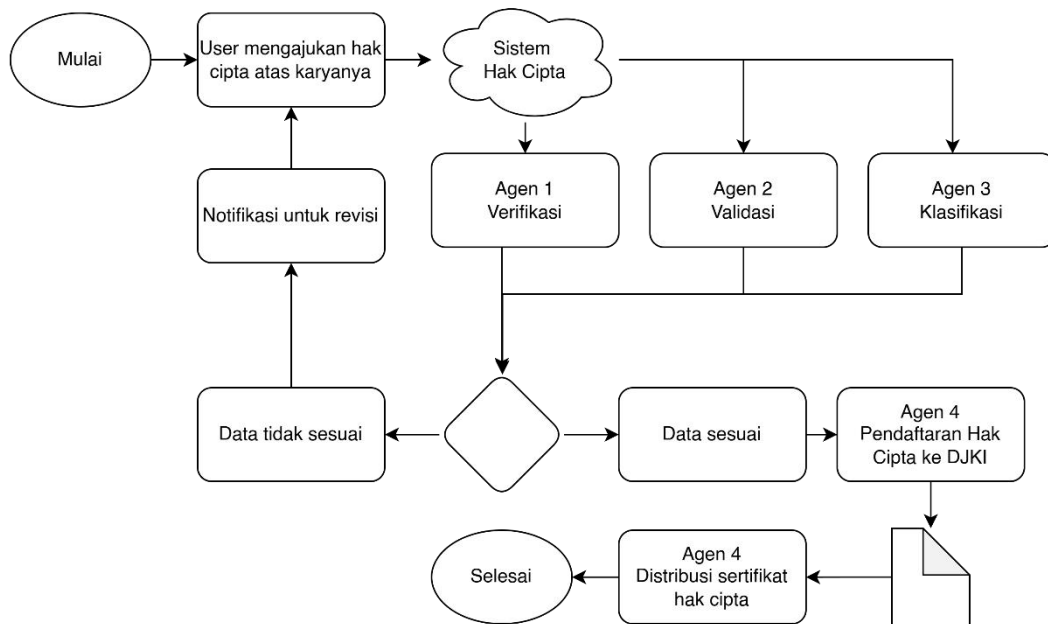 Mulai
User mengajukan hak
cipta atas karyanya
Sistem
Hak Cipta
Agen 1
Verifikasi
Agen 2
Validasi
Agen 3
Klasifikasi
Notifikasi untuk revisi
Data tidak sesuai
Data sesuai
Agen 4
Pendaftaran Hak
Cipta ke DJKI
Selesai
Agen 4
Distribusi sertifikat
hak cipta